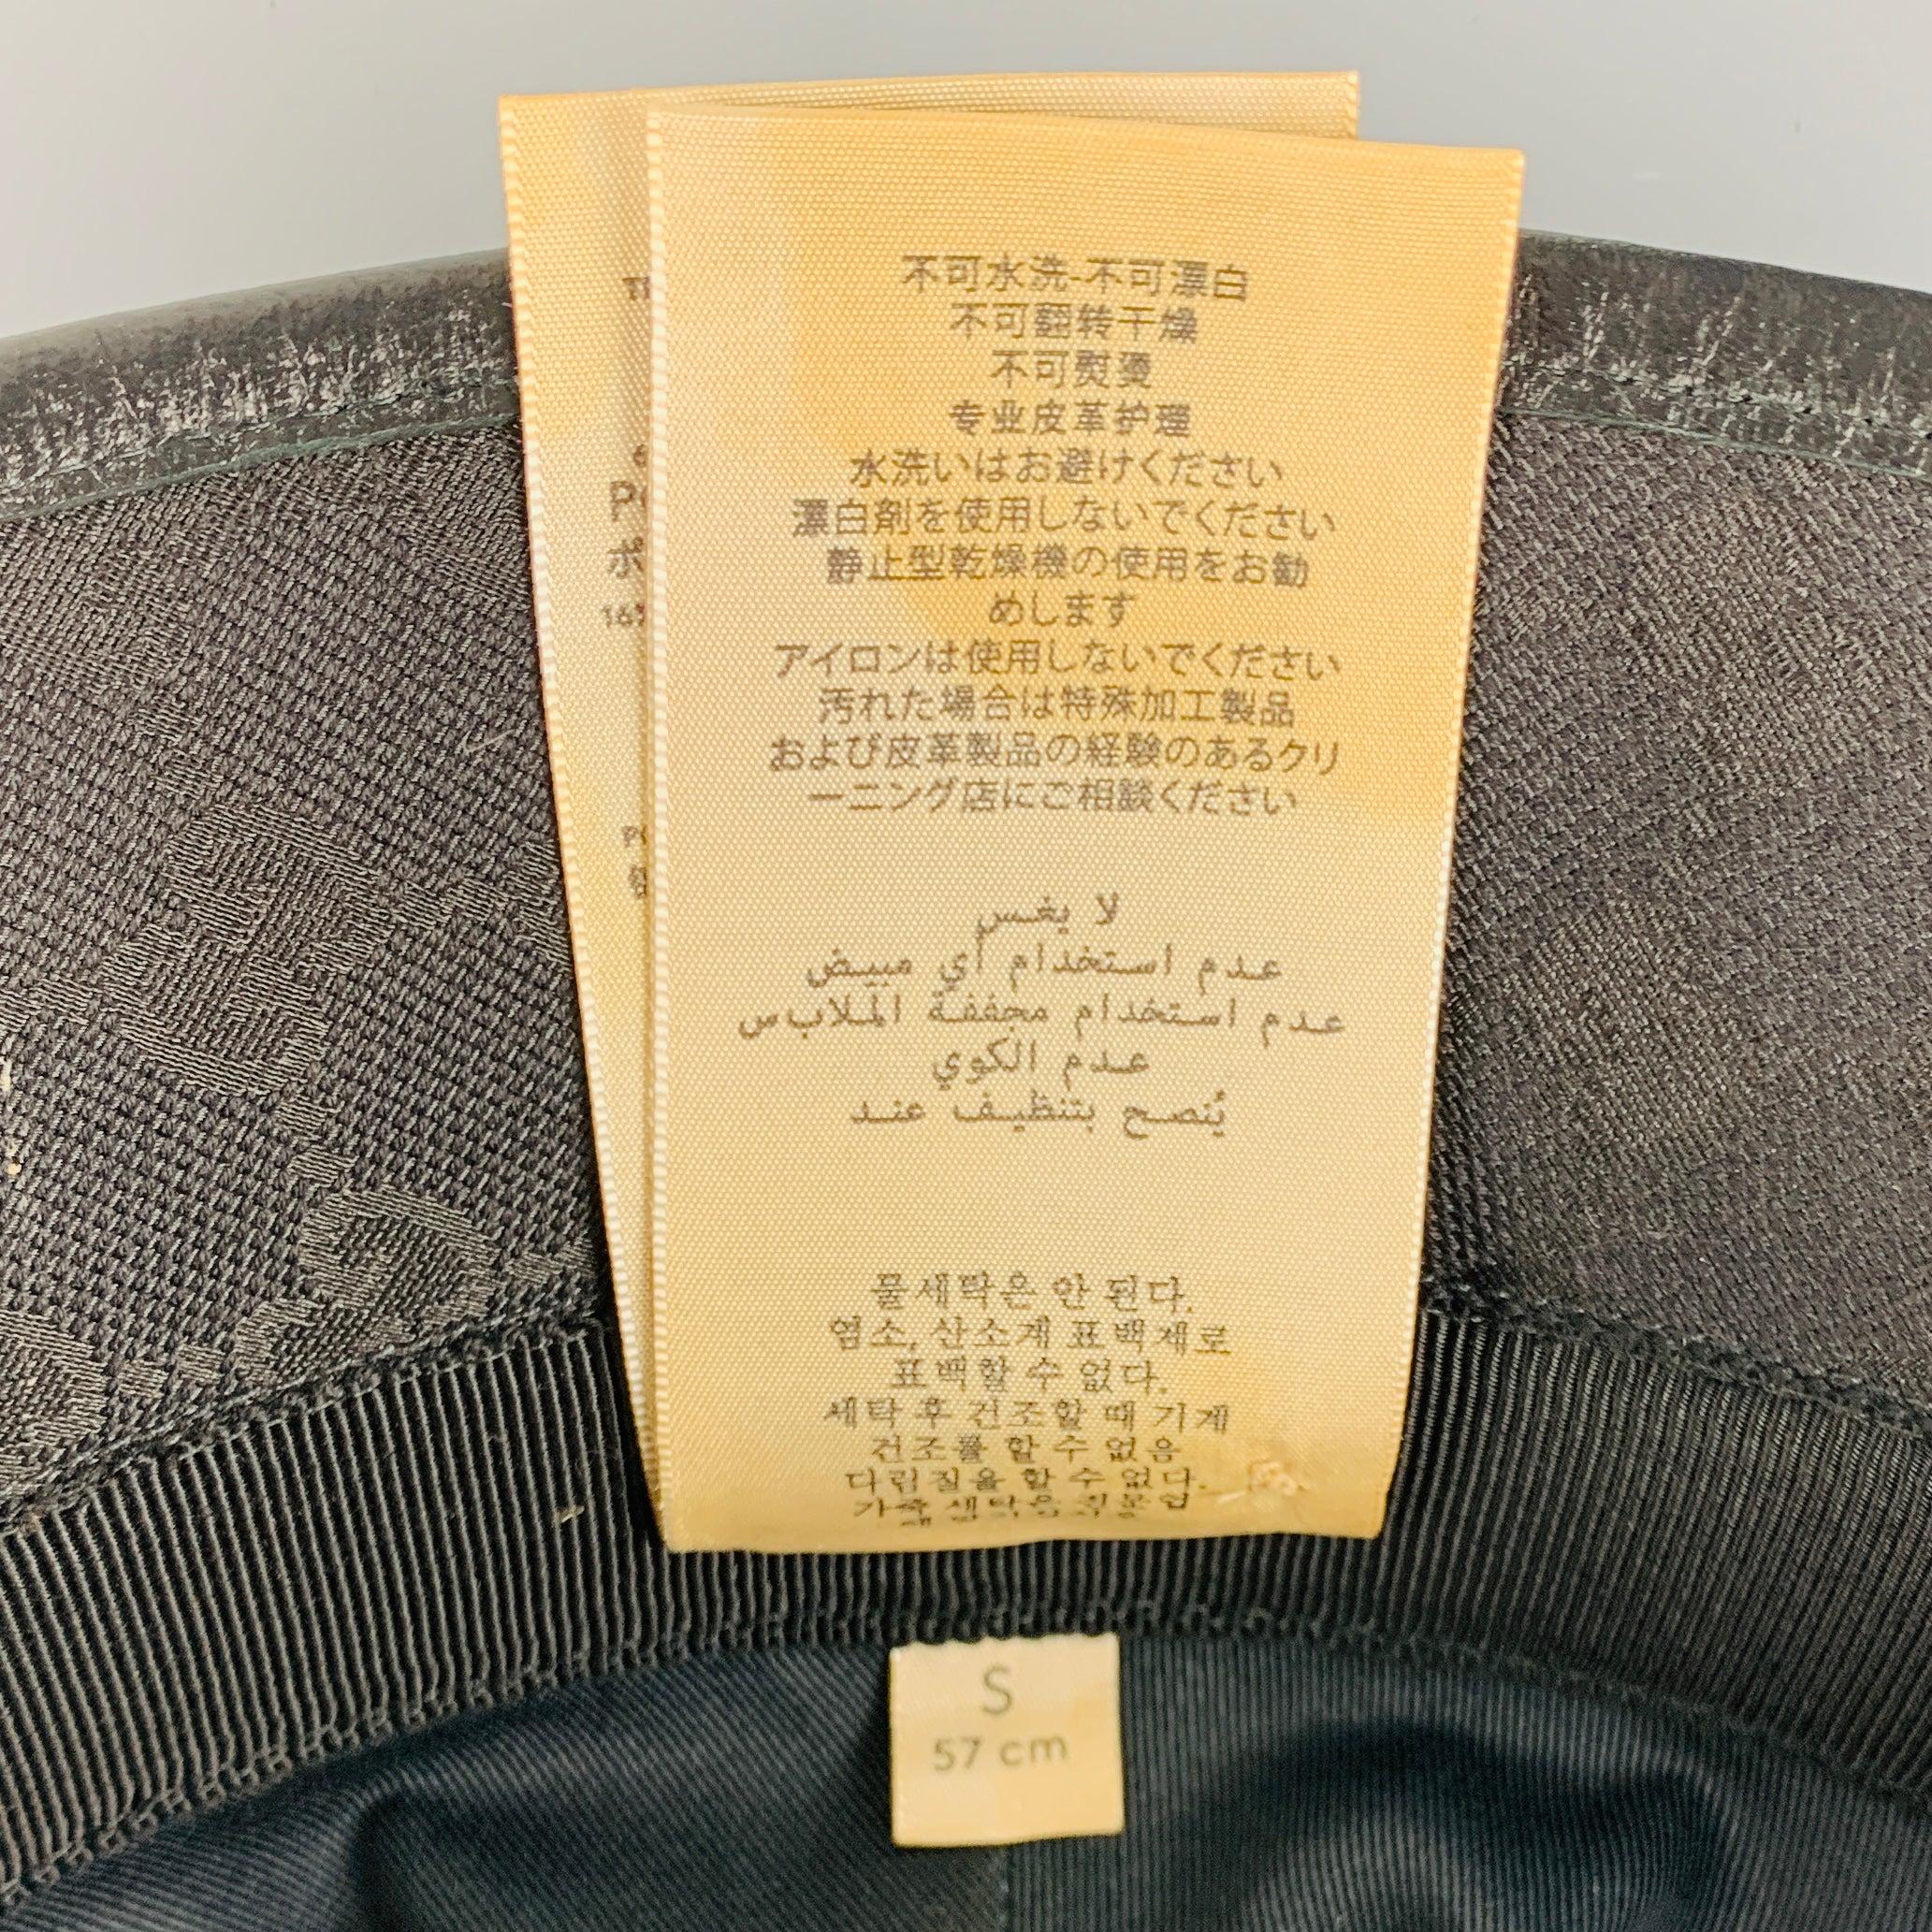 不可水洗-不可漂白
不可翻转干燥
不可熨烫
专业皮革护理
水洗いはお避けください
漂白剤を使用しないでください
静止型乾燥機の使用をお勧
めします
アイロンは使用しないでください
汚れた場合は特殊加工製品
および皮革製品の経験のあるクリ
ーニング店にご相談ください
لا يغس
عدم استخدام أي مبيض
عدم استخدام مجففة الملابس
عدم الكوي
يُنصح بتنظيف عند
물세탁은 안 된다.
염소, 산소계 표백제로
표백할 수 없다.
세탁 후 건조할 때 기계
건조를 할 수 없음
다림질을 할 수 없다.
S
57 cm